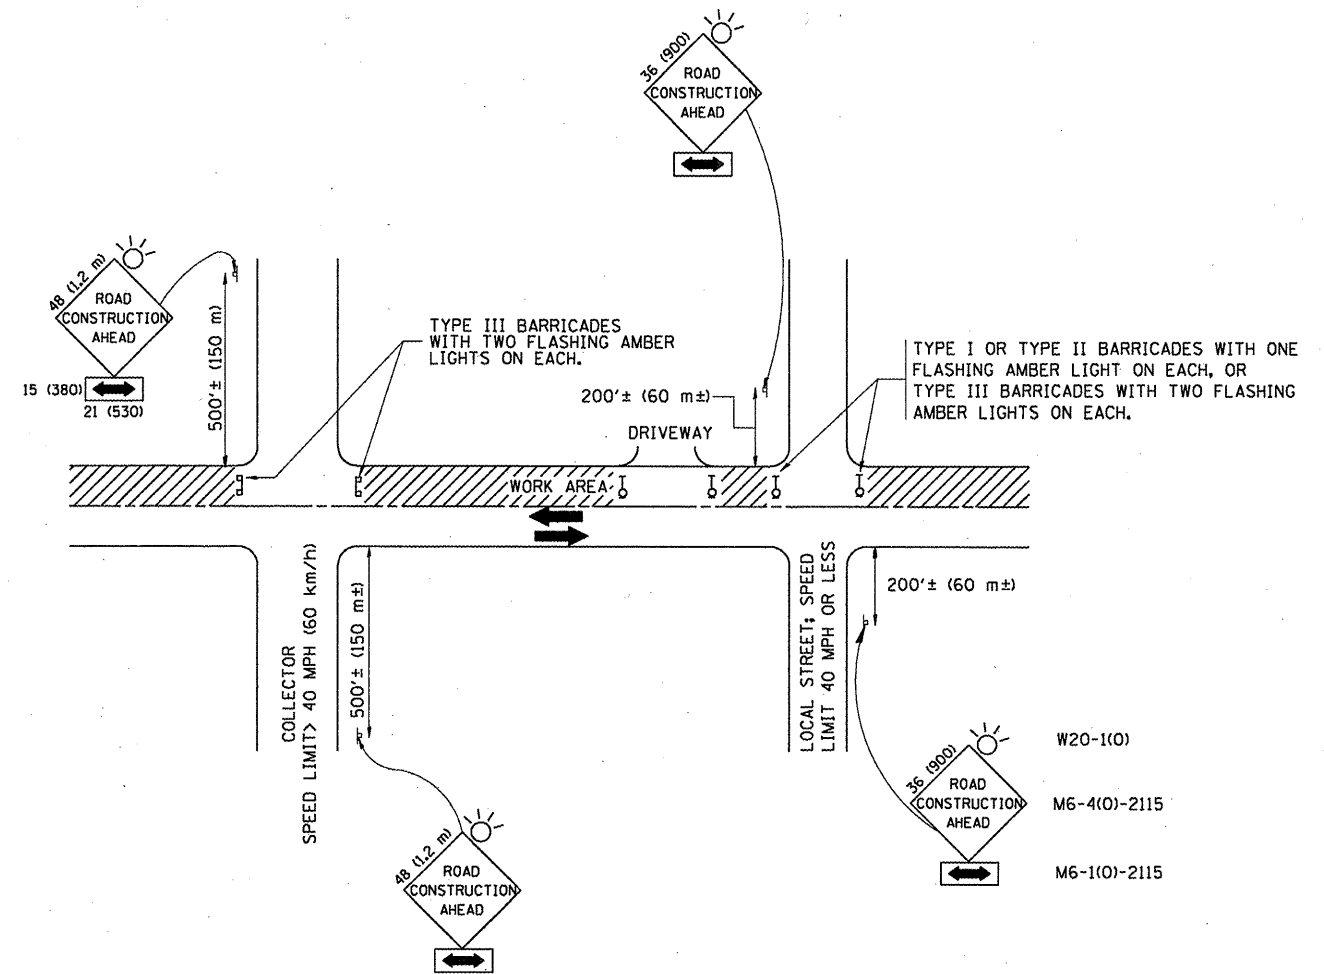 36 (900)
ROAD
CONSTRUCTION
AHEAD
48 (1.2 m)
ROAD
CONSTRUCTION
AHEAD
15 (380)
21 (530)
500'± (150 m)
TYPE III BARRICADES
WITH TWO FLASHING AMBER
LIGHTS ON EACH.
200'± (60 m±)
DRIVEWAY
TYPE I OR TYPE II BARRICADES WITH ONE
FLASHING AMBER LIGHT ON EACH, OR
TYPE III BARRICADES WITH TWO FLASHING
AMBER LIGHTS ON EACH.
WORK AREA
COLLECTOR
SPEED LIMIT> 40 MPH (60 km/h)
500'± (150 m±)
LOCAL STREET; SPEED
LIMIT 40 MPH OR LESS
200'± (60 m±)
48 (1.2 m)
ROAD
CONSTRUCTION
AHEAD
36 (900)
ROAD
CONSTRUCTION
AHEAD
W20-1(O)
M6-4(O)-2115
M6-1(O)-2115